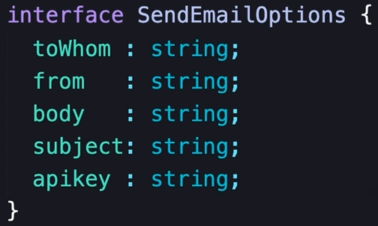 interface SendEmailOptions {
  toWhom : string;
  from   : string;
  body   : string;
  subject: string;
  apikey : string;
}